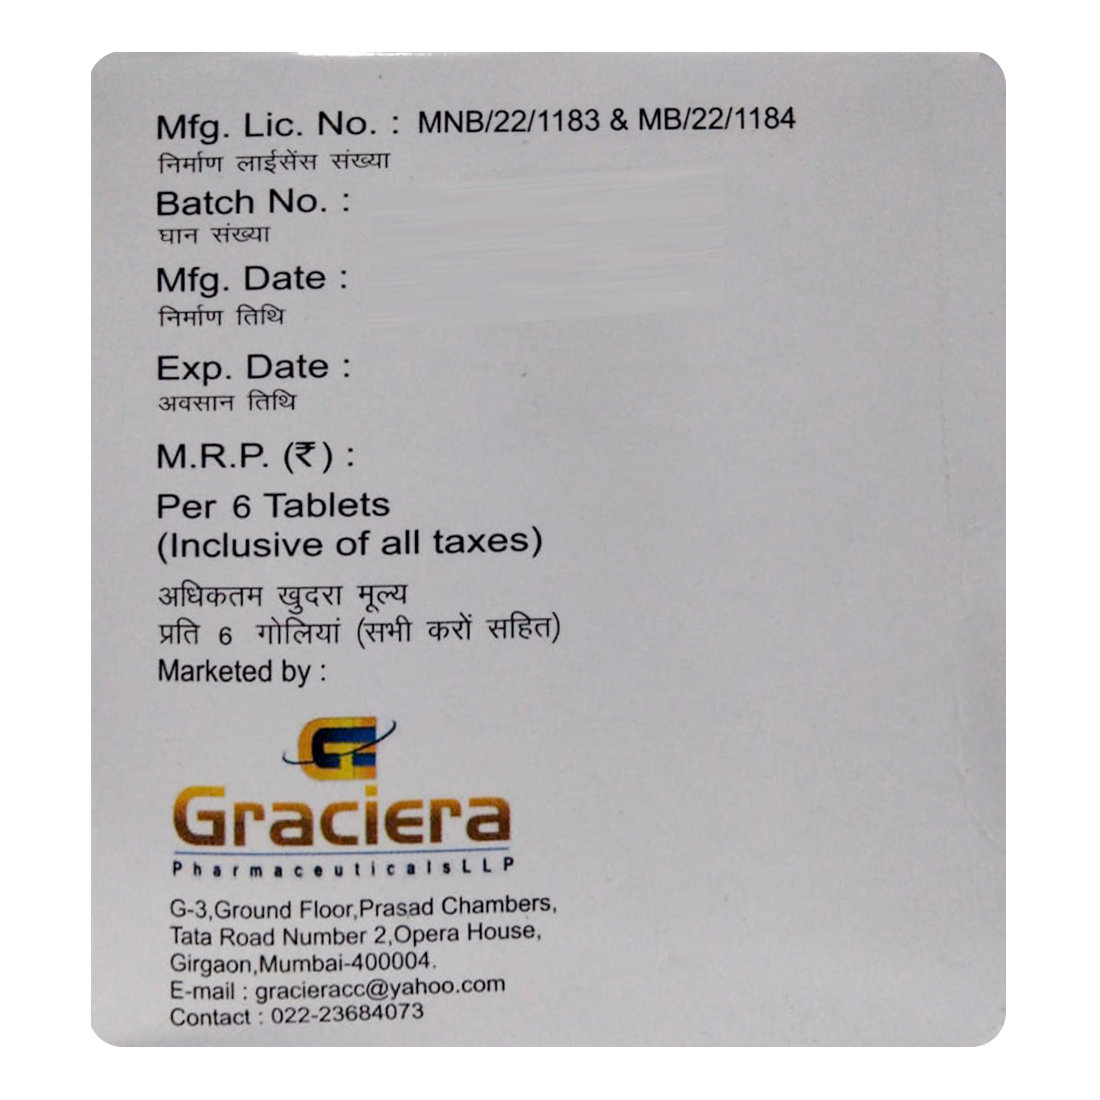 Mfg. Lic. No. : MNB/22/1183 & MB/22/1184
निर्माण लाईसेंस संख्या
Batch No. :
घान संख्या
Mfg. Date :
निर्माण तिथि
Exp. Date :
अवसान तिथि
M.R.P. (₹) :
Per 6 Tablets
(Inclusive of all taxes)
अधिकतम खुदरा मूल्य
प्रति 6 गोलियां (सभी करों सहित)
Marketed by :
Graciera
Pharmaceuticals LLP
G-3,Ground Floor,Prasad Chambers,
Tata Road Number 2,Opera House,
Girgaon,Mumbai-400004.
E-mail : gracieracc@yahoo.com
Contact : 022-23684073